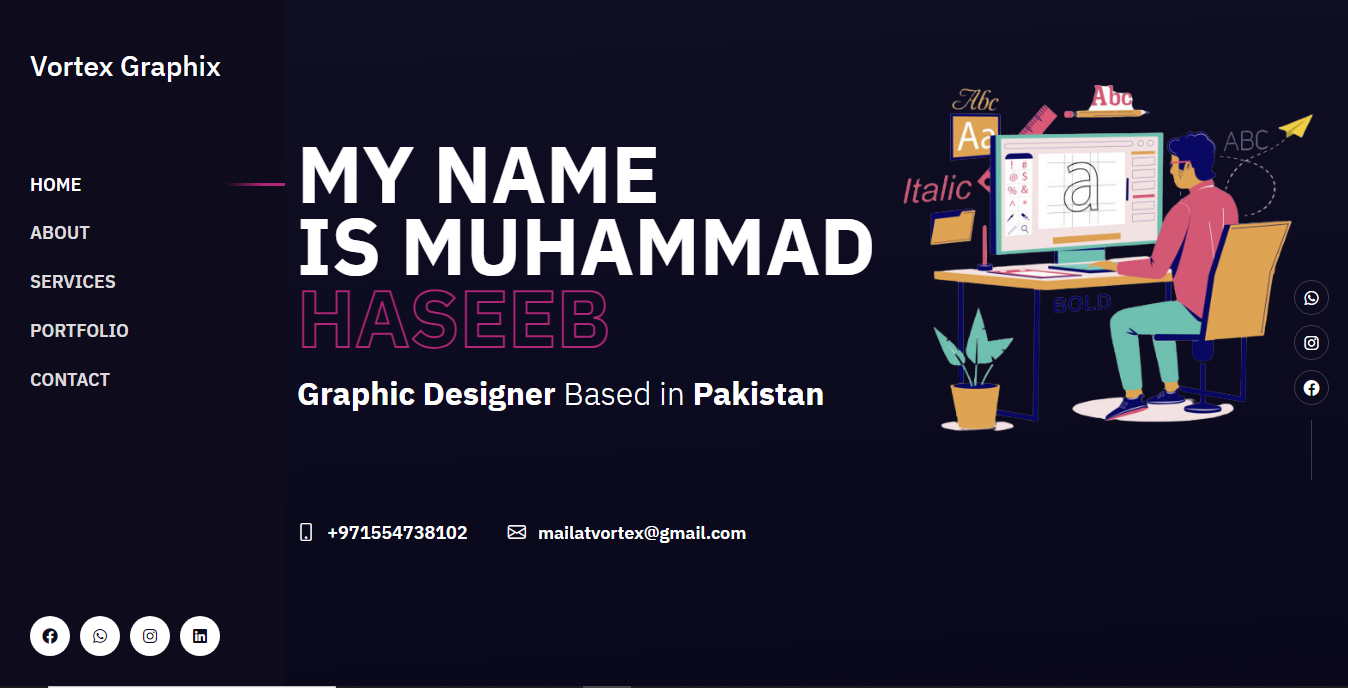 Vortex Graphix
HOME
ABOUT
SERVICES
PORTFOLIO
CONTACT
MY NAME
IS MUHAMMAD
HASEEB
Graphic Designer Based in Pakistan
+971554738102
mailatvortex@gmail.com
Abc
Abc
Aa
ABC
Italic
! #
@ $
% &
^ *
a
BOLD